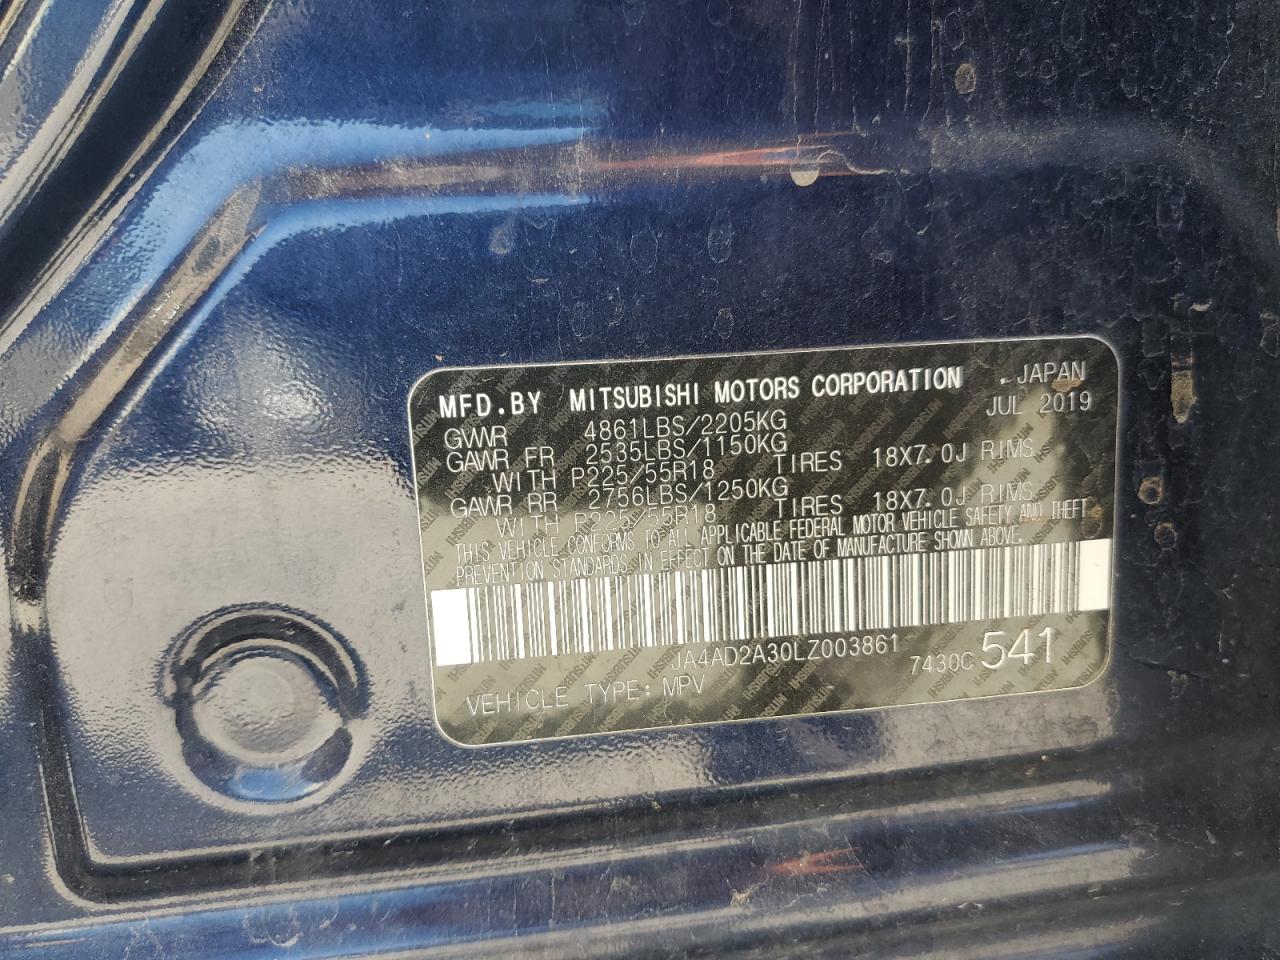 MFD.BY MITSUBISHI MOTORS CORPORATION JAPAN
JUL 2019
GVWR 4861LBS/2205KG
GAWR FR 2535LBS/1150KG
WITH P225/55R18 TIRES 18X7.0J RIMS
GAWR RR 2756LBS/1250KG
WITH P225/55R18 TIRES 18X7.0J RIMS
THIS VEHICLE CONFORMS TO ALL APPLICABLE FEDERAL MOTOR VEHICLE SAFETY AND THEFT
PREVENTION STANDARDS IN EFFECT ON THE DATE OF MANUFACTURE SHOWN ABOVE.
JA4AD2A30LZ003861 7430C 541
VEHICLE TYPE: MPV